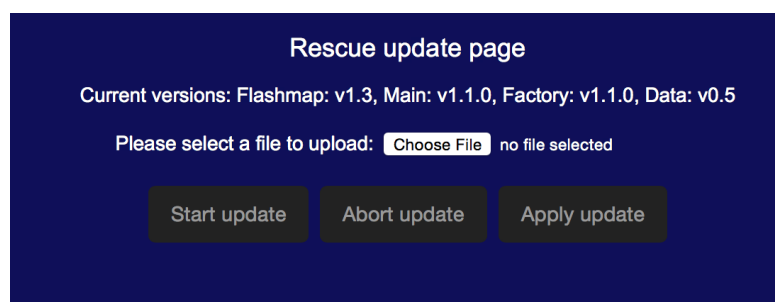 Rescue update page
Current versions: Flashmap: v1.3, Main: v1.1.0, Factory: v1.1.0, Data: v0.5
Please select a file to upload: Choose File no file selected
Start update Abort update Apply update